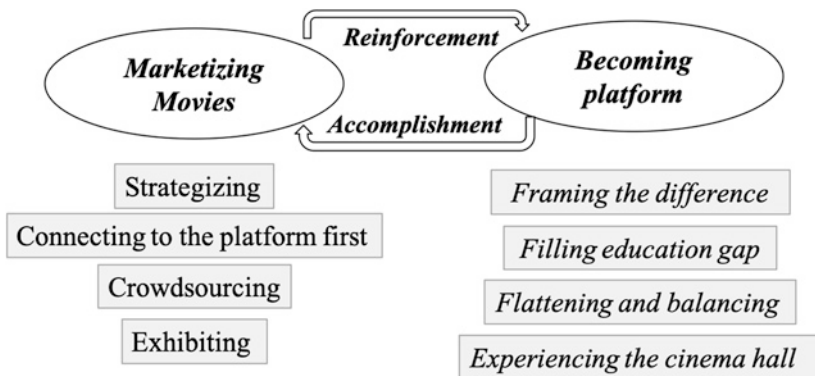 Marketizing
Movies
Reinforcement
Accomplishment
Becoming
platform
Strategizing
Connecting to the platform first
Crowdsourcing
Exhibiting
Framing the difference
Filling education gap
Flattening and balancing
Experiencing the cinema hall